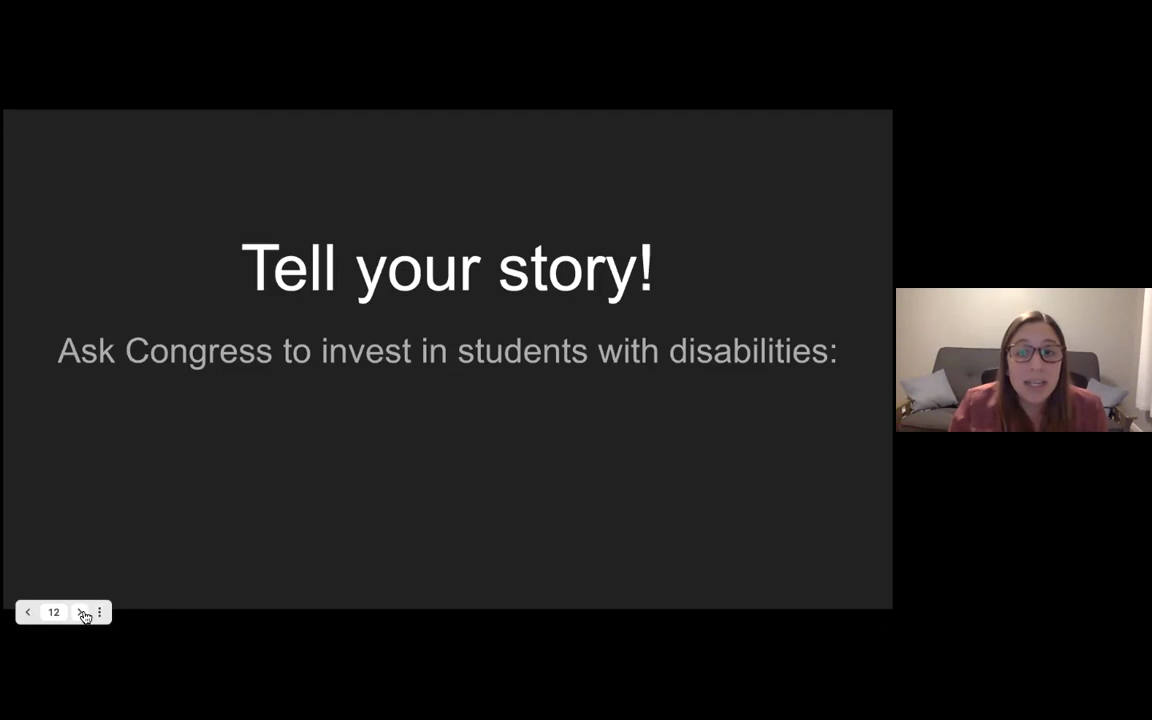 Tell your story!
Ask Congress to invest in students with disabilities:
12